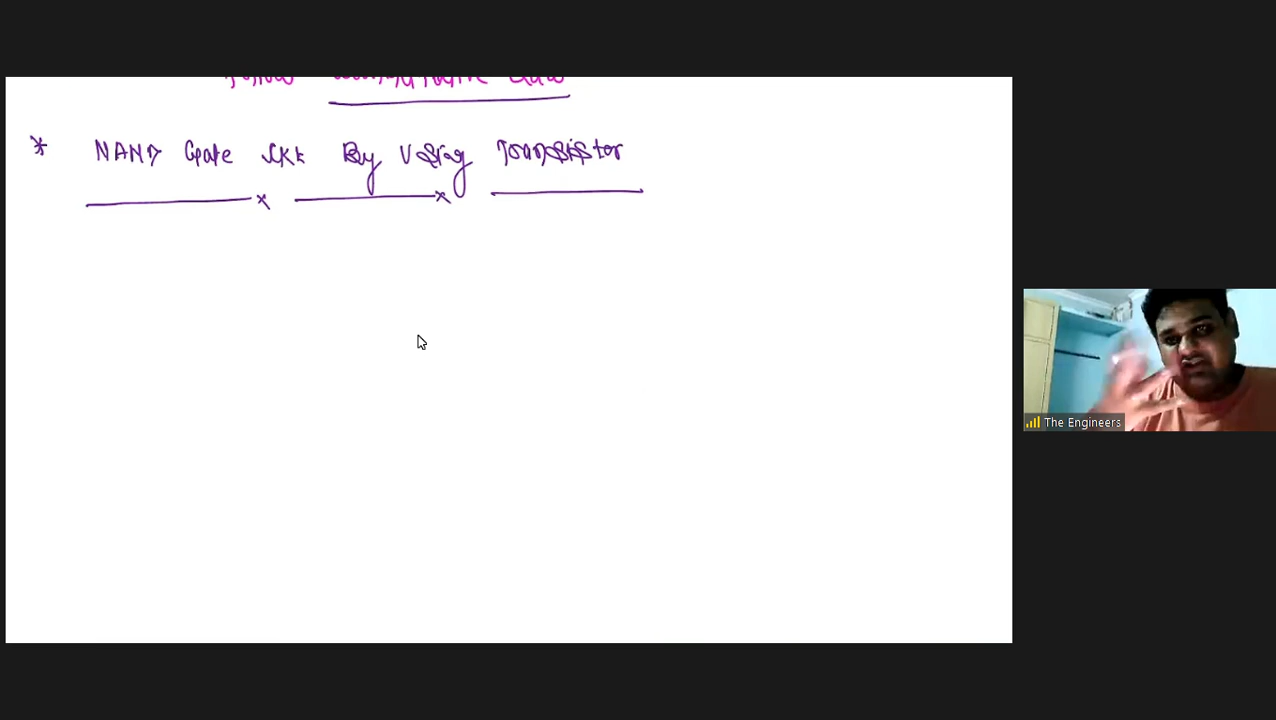 * NAND Gate Ckt By Using Transistor
The Engineers